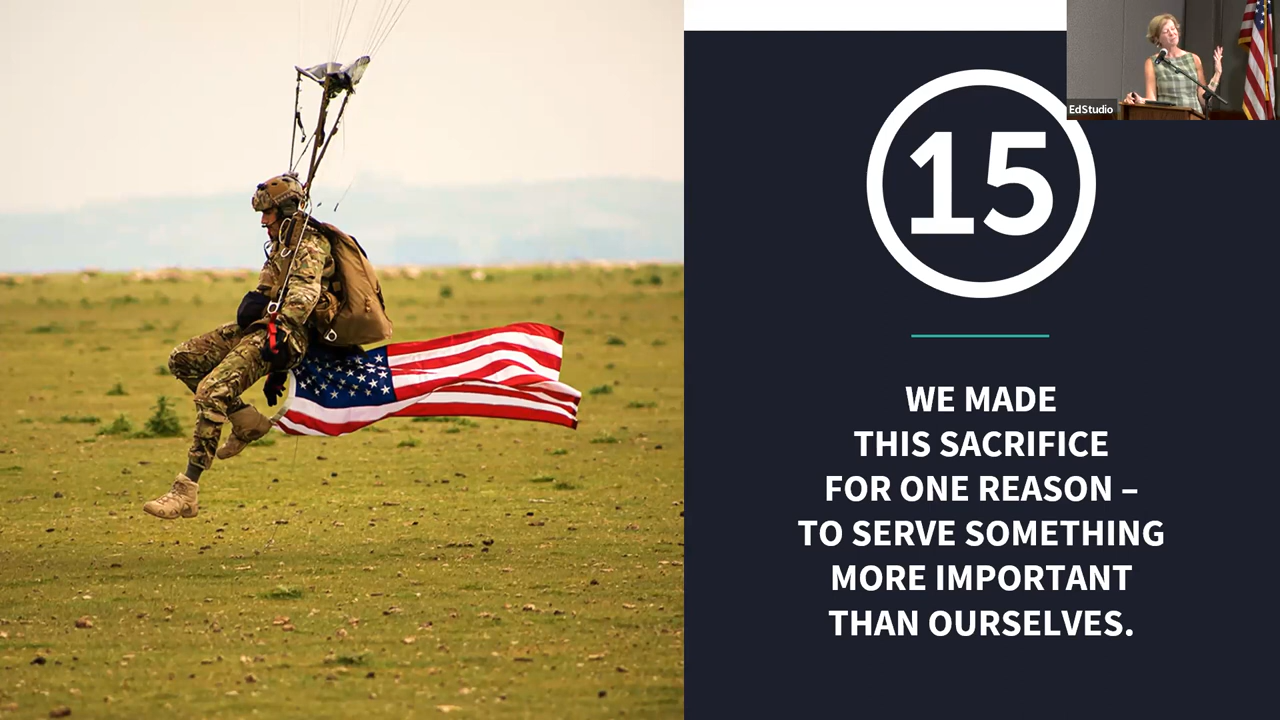 EdStudio
15
WE MADE
THIS SACRIFICE
FOR ONE REASON –
TO SERVE SOMETHING
MORE IMPORTANT
THAN OURSELVES.